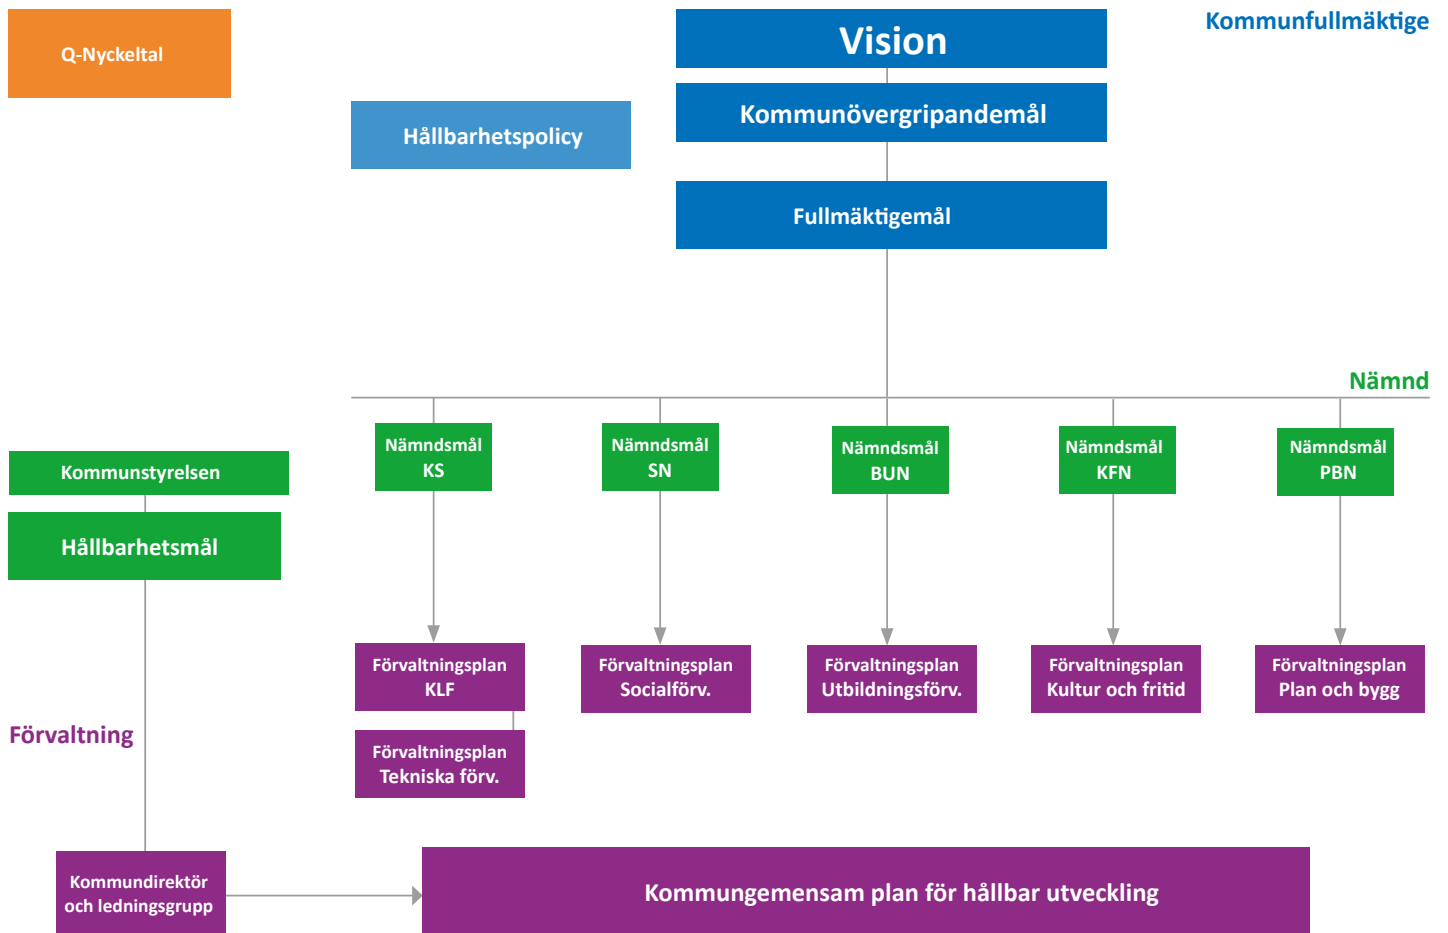 Q-Nyckeltal
Vision
Kommunfullmäktige
Kommunövergripandemål
Hållbarhetspolicy
Fullmäktigemål
Nämnd
Nämndsmål
KS
Nämndsmål
SN
Nämndsmål
BUN
Nämndsmål
KFN
Nämndsmål
PBN
Kommunstyrelsen
Hållbarhetsmål
Förvaltningsplan
KLF
Förvaltningsplan
Socialförv.
Förvaltningsplan
Utbildningsförv.
Förvaltningsplan
Kultur och fritid
Förvaltningsplan
Plan och bygg
Förvaltning
Förvaltningsplan
Tekniska förv.
Kommundirektör
och ledningsgrupp
Kommungemensam plan för hållbar utveckling